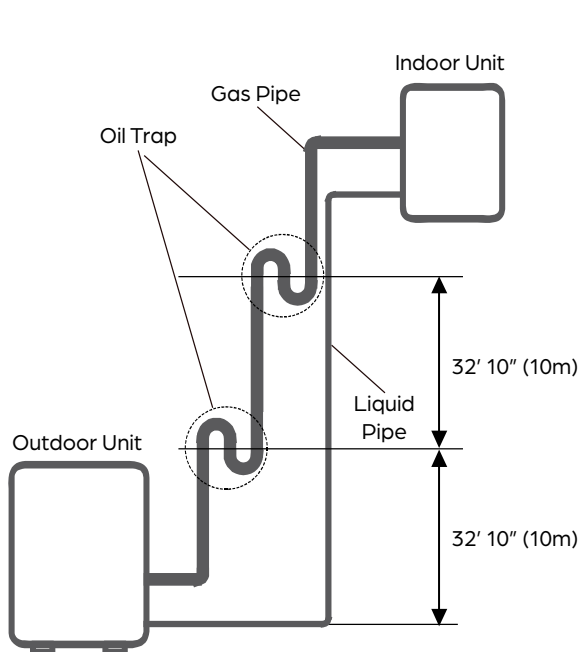 Indoor Unit
Gas Pipe
Oil Trap
32' 10" (10m)
Liquid
Pipe
Outdoor Unit
32' 10" (10m)